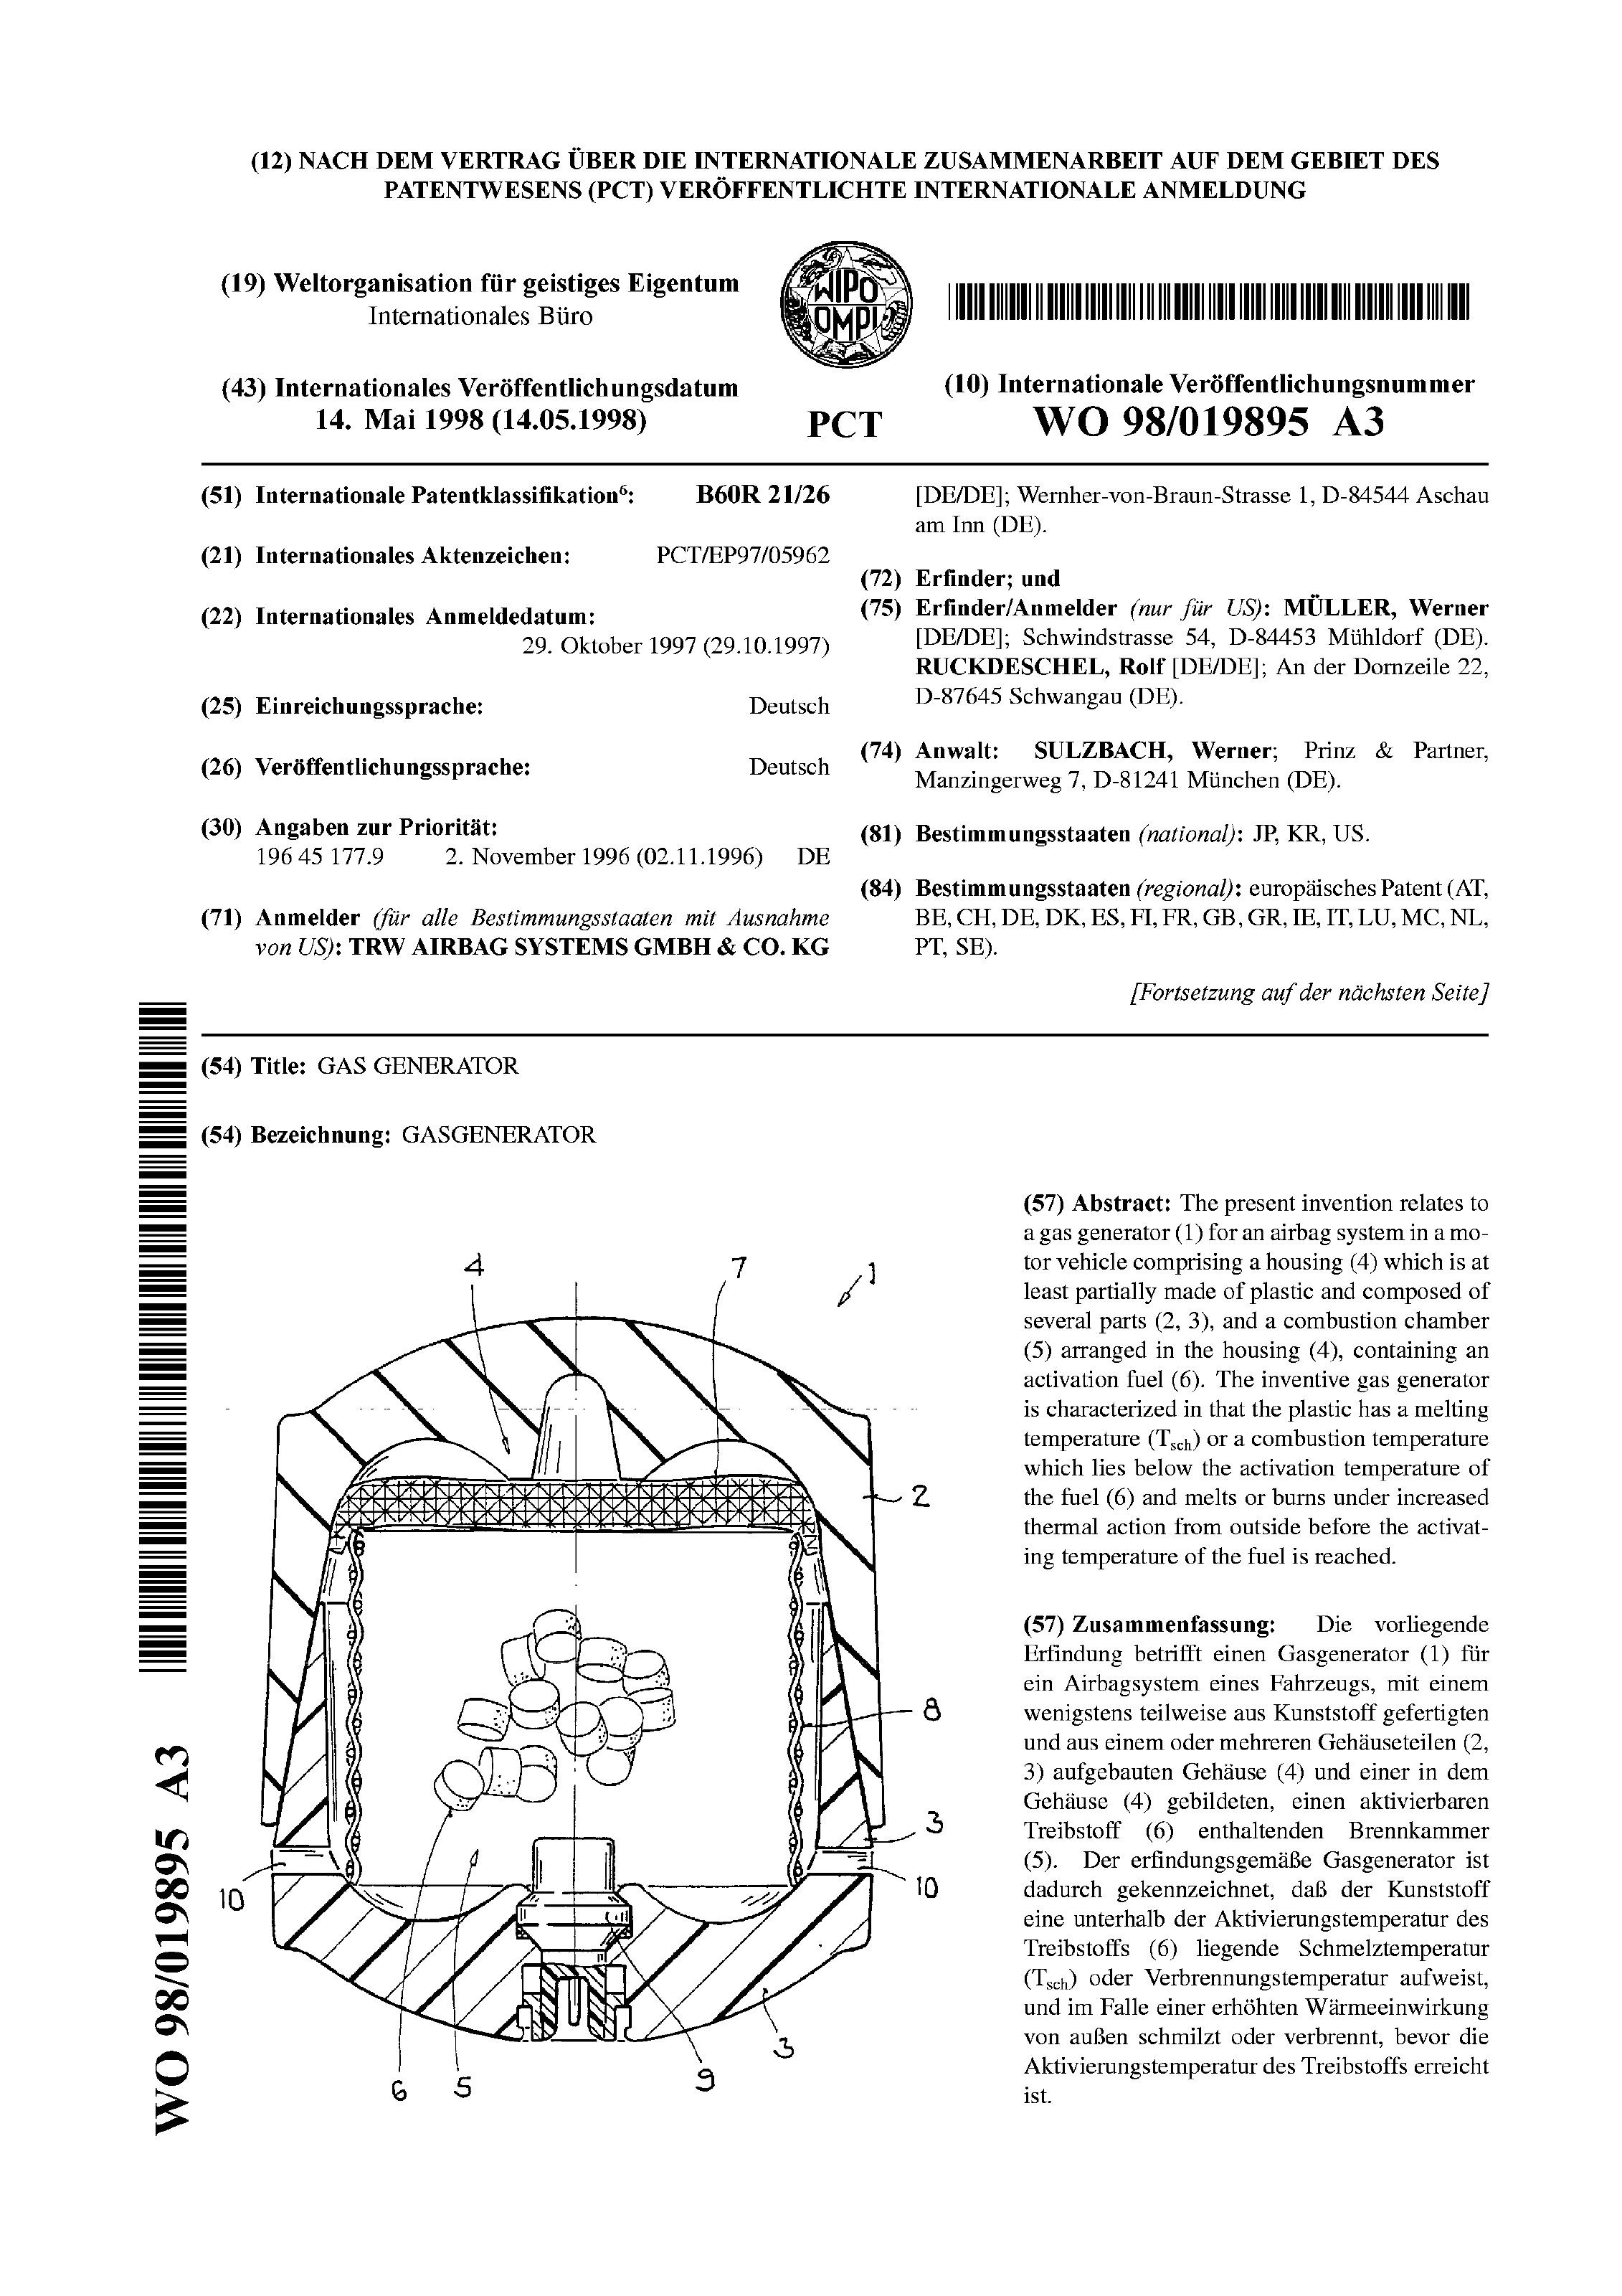 (12) NACH DEM VERTRAG ÜBER DIE INTERNATIONALE ZUSAMMENARBEIT AUF DEM GEBIET DES
PATENTWESENS (PCT) VERÖFFENTLICHTE INTERNATIONALE ANMELDUNG
(19) Weltorganisation für geistiges Eigentum
Internationales Büro
WIPO
OMPI
(43) Internationales Veröffentlichungsdatum
14. Mai 1998 (14.05.1998)
PCT
(10) Internationale Veröffentlichungsnummer
WO 98/019895 A3
(51) Internationale Patentklassifikation⁶: B60R 21/26
(21) Internationales Aktenzeichen: PCT/EP97/05962
(22) Internationales Anmeldedatum:
29. Oktober 1997 (29.10.1997)
(25) Einreichungssprache: Deutsch
(26) Veröffentlichungssprache: Deutsch
(30) Angaben zur Priorität:
196 45 177.9 2. November 1996 (02.11.1996) DE
(71) Anmelder (für alle Bestimmungsstaaten mit Ausnahme
von US): TRW AIRBAG SYSTEMS GMBH & CO. KG
[DE/DE]; Wernher-von-Braun-Strasse 1, D-84544 Aschau
am Inn (DE).
(72) Erfinder; und
(75) Erfinder/Anmelder (nur für US): MÜLLER, Werner
[DE/DE]; Schwindstrasse 54, D-84453 Mühldorf (DE).
RUCKDESCHEL, Rolf [DE/DE]; An der Dornzeile 22,
D-87645 Schwangau (DE).
(74) Anwalt: SULZBACH, Werner; Prinz & Partner,
Manzingerweg 7, D-81241 München (DE).
(81) Bestimmungsstaaten (national): JP, KR, US.
(84) Bestimmungsstaaten (regional): europäisches Patent (AT,
BE, CH, DE, DK, ES, FI, FR, GB, GR, IE, IT, LU, MC, NL,
PT, SE).
[Fortsetzung auf der nächsten Seite]
(54) Title: GAS GENERATOR
(54) Bezeichnung: GASGENERATOR
4
7
1
2
8
3
10
10
3
6
5
9
(57) Abstract: The present invention relates to
a gas generator (1) for an airbag system in a mo-
tor vehicle comprising a housing (4) which is at
least partially made of plastic and composed of
several parts (2, 3), and a combustion chamber
(5) arranged in the housing (4), containing an
activation fuel (6). The inventive gas generator
is characterized in that the plastic has a melting
temperature (Tsch) or a combustion temperature
which lies below the activation temperature of
the fuel (6) and melts or burns under increased
thermal action from outside before the activat-
ing temperature of the fuel is reached.
(57) Zusammenfassung: Die vorliegende
Erfindung betrifft einen Gasgenerator (1) für
ein Airbagsystem eines Fahrzeugs, mit einem
wenigstens teilweise aus Kunststoff gefertigten
und aus einem oder mehreren Gehäuseteilen (2,
3) aufgebauten Gehäuse (4) und einer in dem
Gehäuse (4) gebildeten, einen aktivierbaren
Treibstoff (6) enthaltenden Brennkammer
(5). Der erfindungsgemäße Gasgenerator ist
dadurch gekennzeichnet, daß der Kunststoff
eine unterhalb der Aktivierungstemperatur des
Treibstoffs (6) liegende Schmelztemperatur
(Tsch) oder Verbrennungstemperatur aufweist,
und im Falle einer erhöhten Wärmeeinwirkung
von außen schmilzt oder verbrennt, bevor die
Aktivierungstemperatur des Treibstoffs erreicht
ist.
WO 98/019895 A3